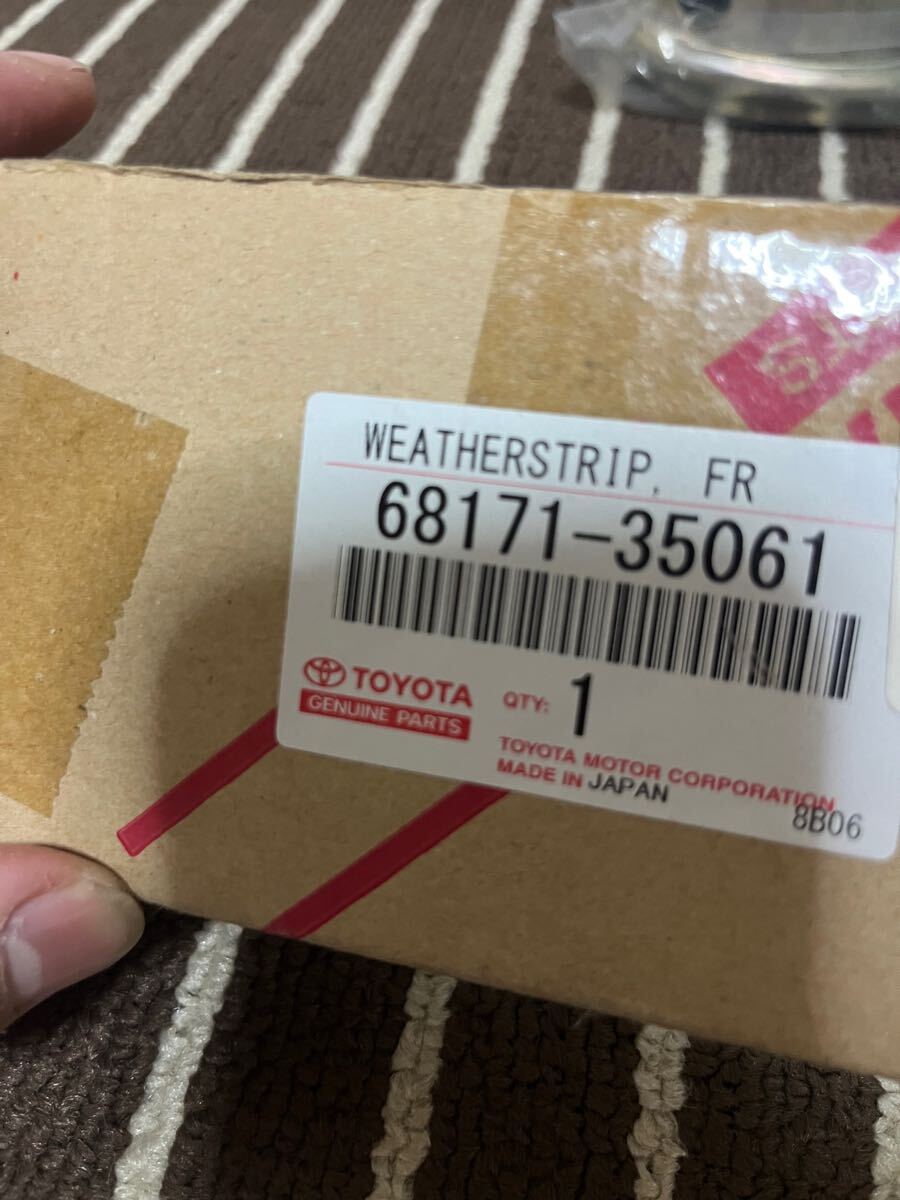 WEATHERSTRIP, FR
68171-35061
TOYOTA
GENUINE PARTS
QTY: 1
TOYOTA MOTOR CORPORATION
MADE IN JAPAN
8B06